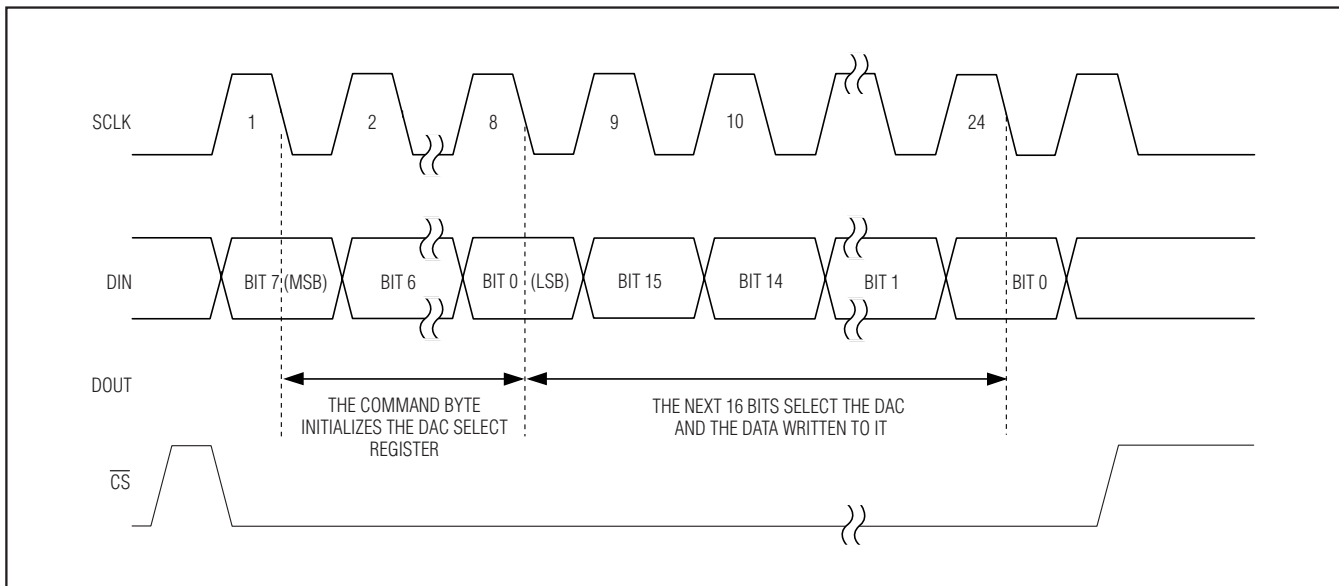 SCLK 1 2 8 9 10 24
DIN BIT 7 (MSB) BIT 6 BIT 0 (LSB) BIT 15 BIT 14 BIT 1 BIT 0
DOUT
THE COMMAND BYTE
INITIALIZES THE DAC SELECT
REGISTER
THE NEXT 16 BITS SELECT THE DAC
AND THE DATA WRITTEN TO IT
CS